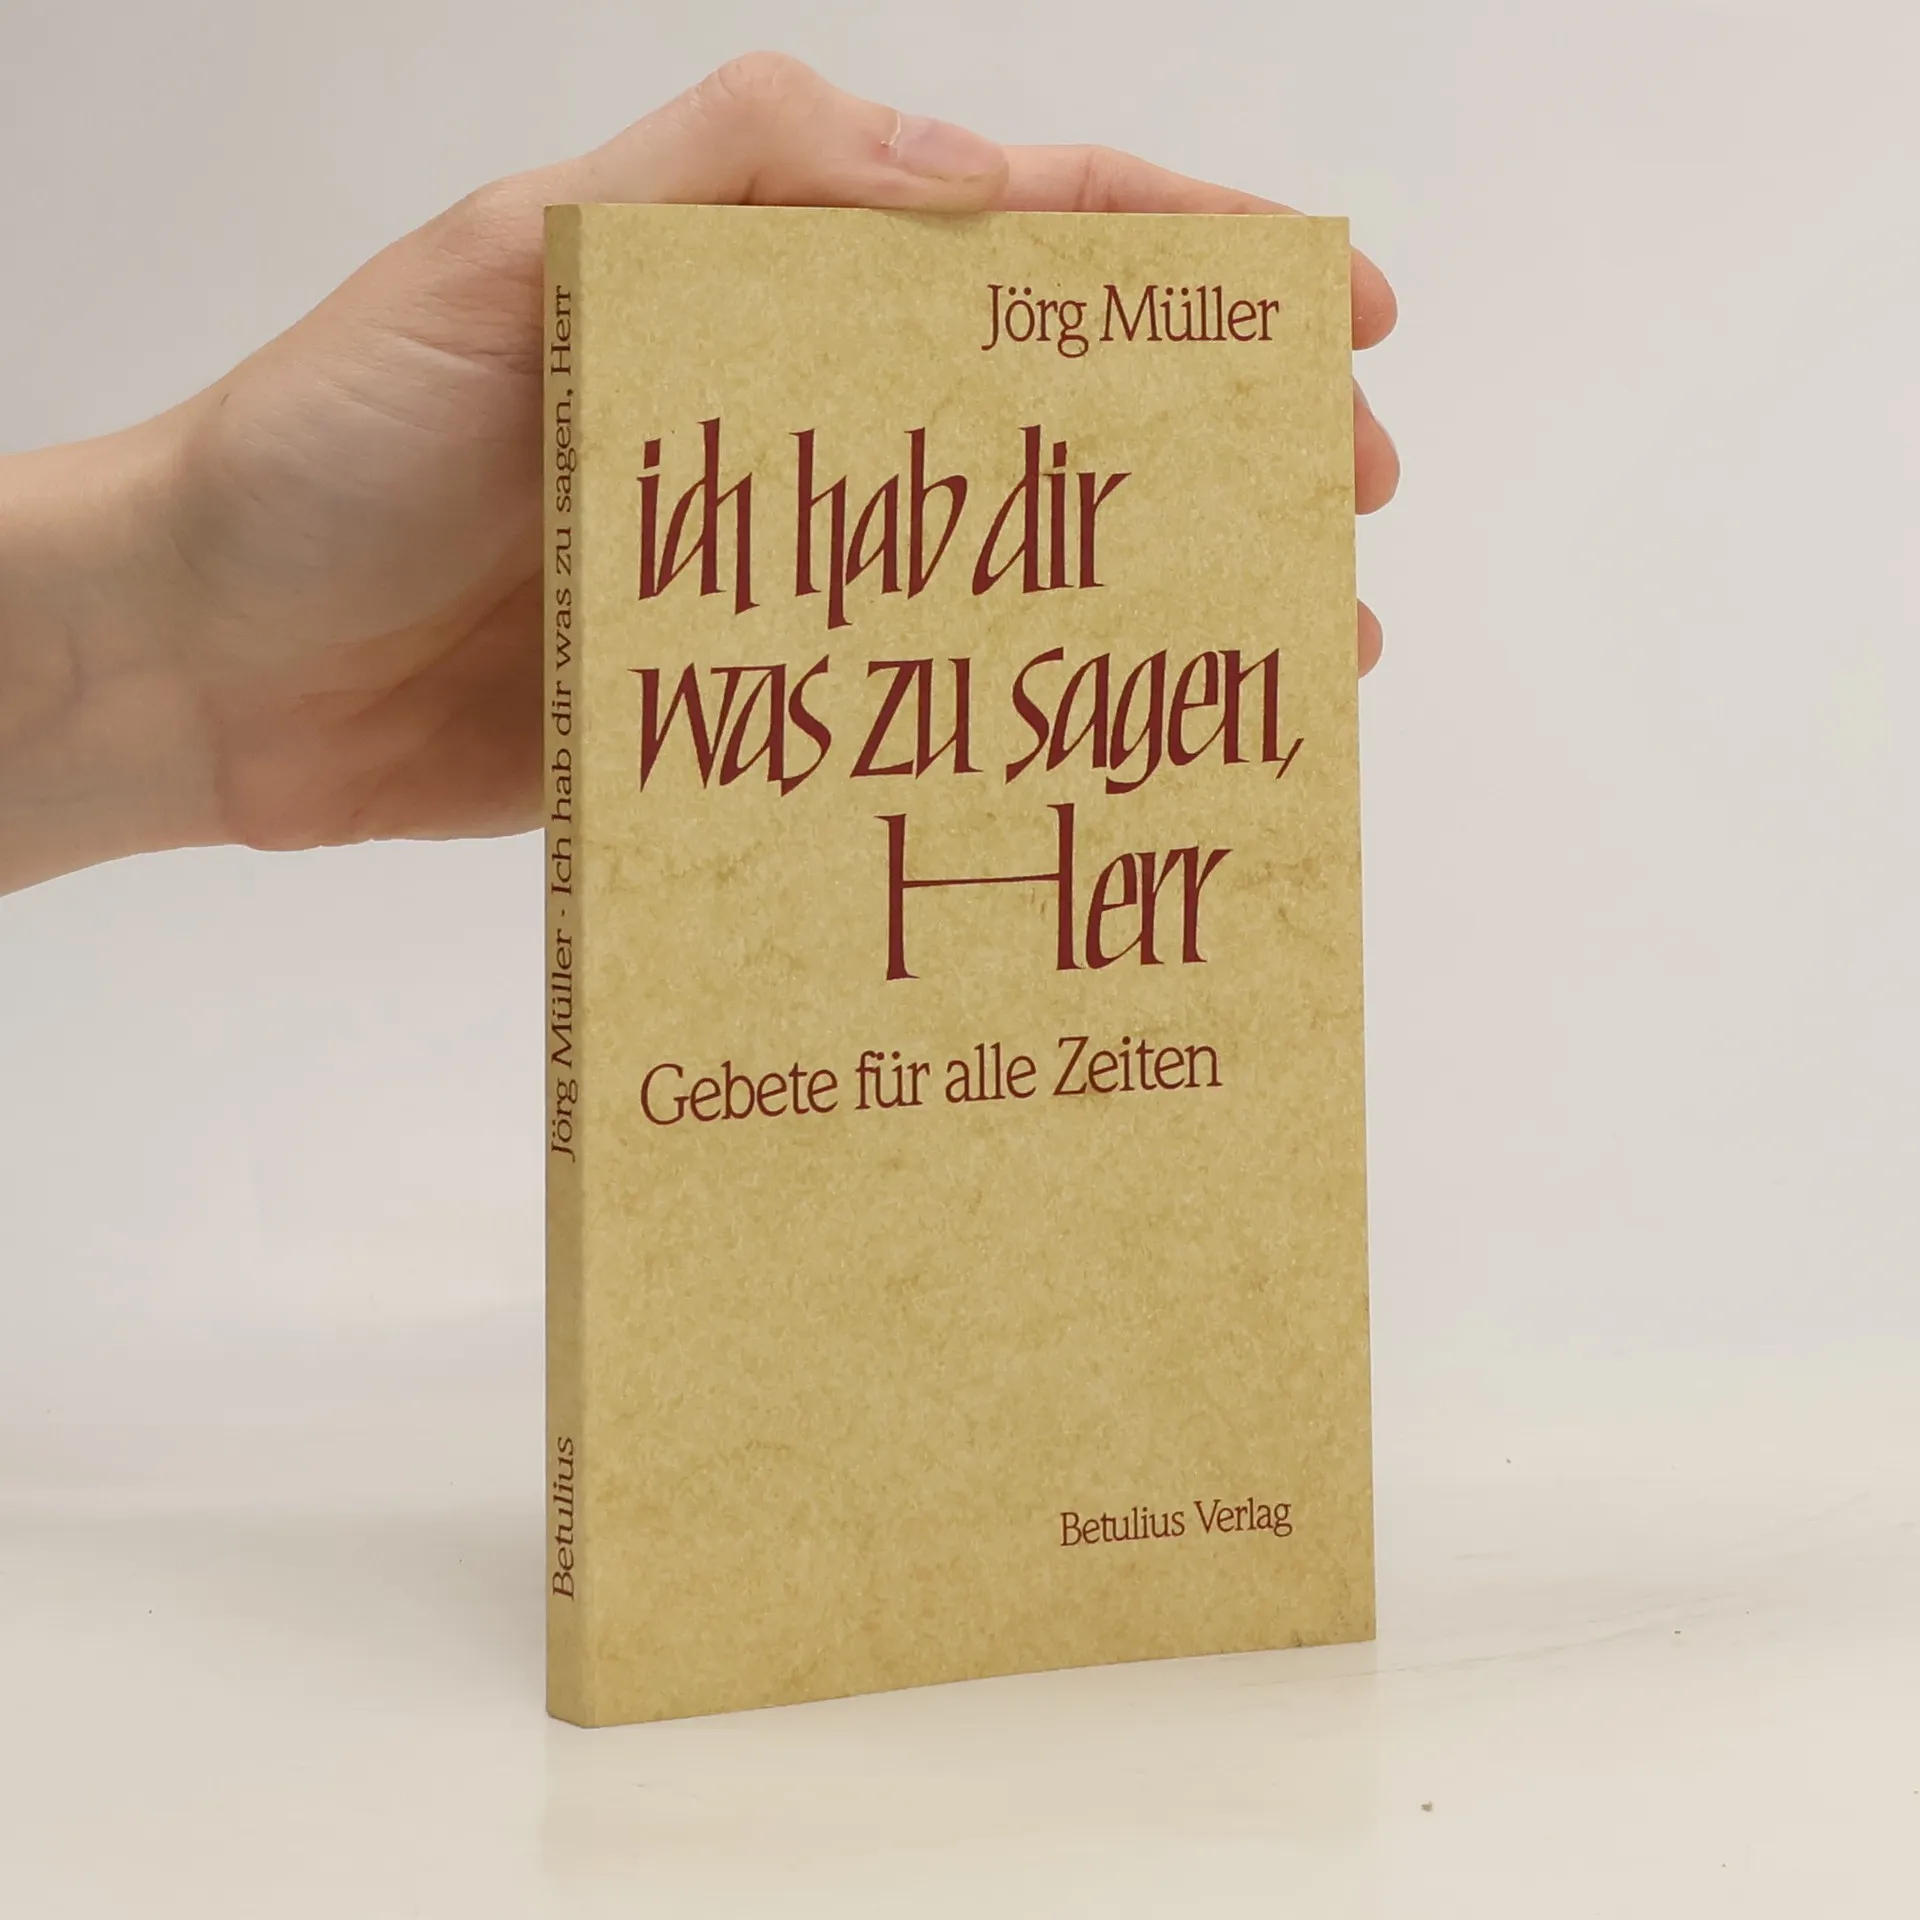 Jörg Müller
ich hab dir
was zu sagen,
Herr
Gebete für alle Zeiten
Betulius Verlag
Jörg Müller · Ich hab dir was zu sagen, Herr
Betulius